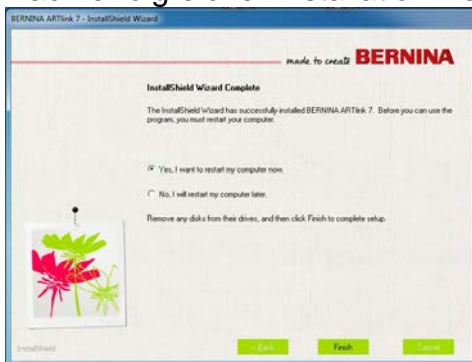 BERNINA ARTlink 7 - InstallShield Wizard
made to create BERNINA
InstallShield Wizard Complete
The InstallShield Wizard has successfully installed BERNINA ARTlink 7. Before you can use the
program, you must restart your computer.
Yes, I want to restart my computer now.
No, I will restart my computer later.
Remove any disks from their drives, and then click Finish to complete setup.
InstallShield
< Back Finish Cancel